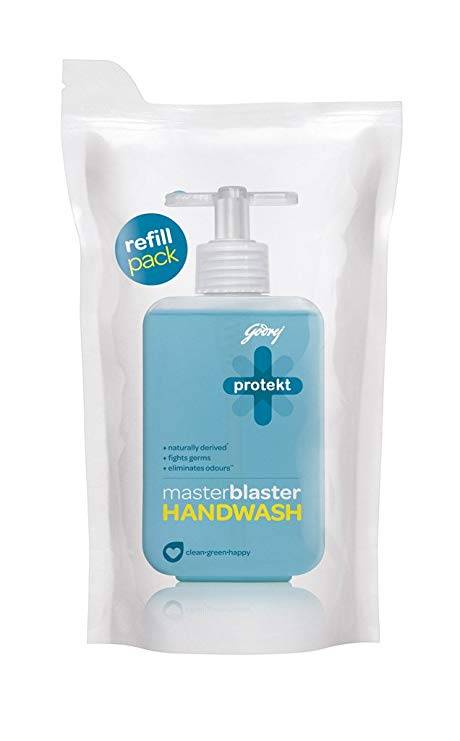 refill
pack
Godrej
protekt
+ naturally derived*
+ fights germs
+ eliminates odours**
masterblaster
HANDWASH
clean•green•happy